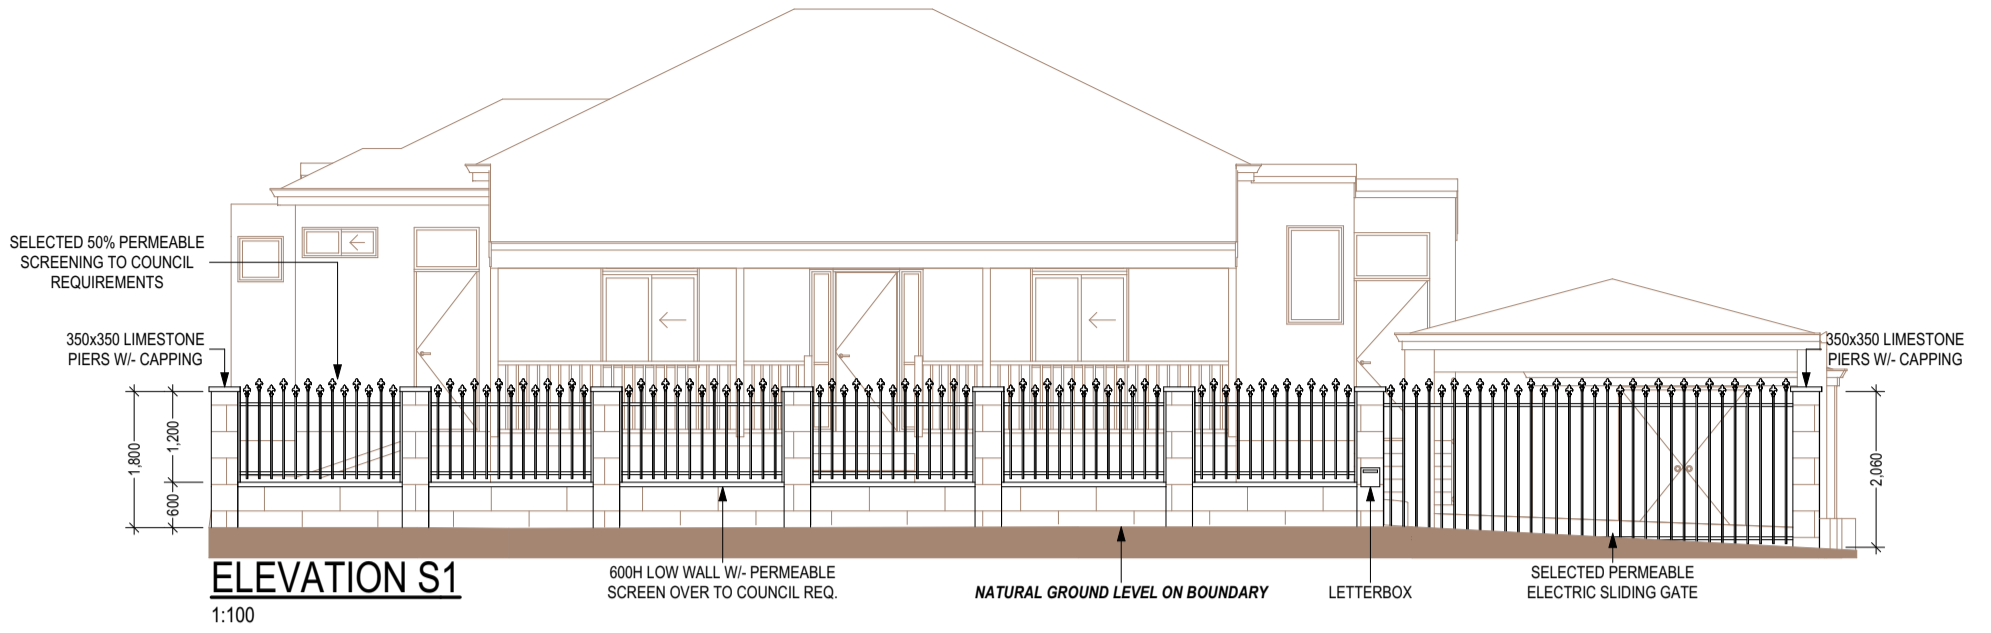 SELECTED 50% PERMEABLE
SCREENING TO COUNCIL
REQUIREMENTS
350x350 LIMESTONE
PIERS W/- CAPPING
350x350 LIMESTONE
PIERS W/- CAPPING
1,800
1,200
600
2,060
ELEVATION S1
1:100
600H LOW WALL W/- PERMEABLE
SCREEN OVER TO COUNCIL REQ.
NATURAL GROUND LEVEL ON BOUNDARY
LETTERBOX
SELECTED PERMEABLE
ELECTRIC SLIDING GATE